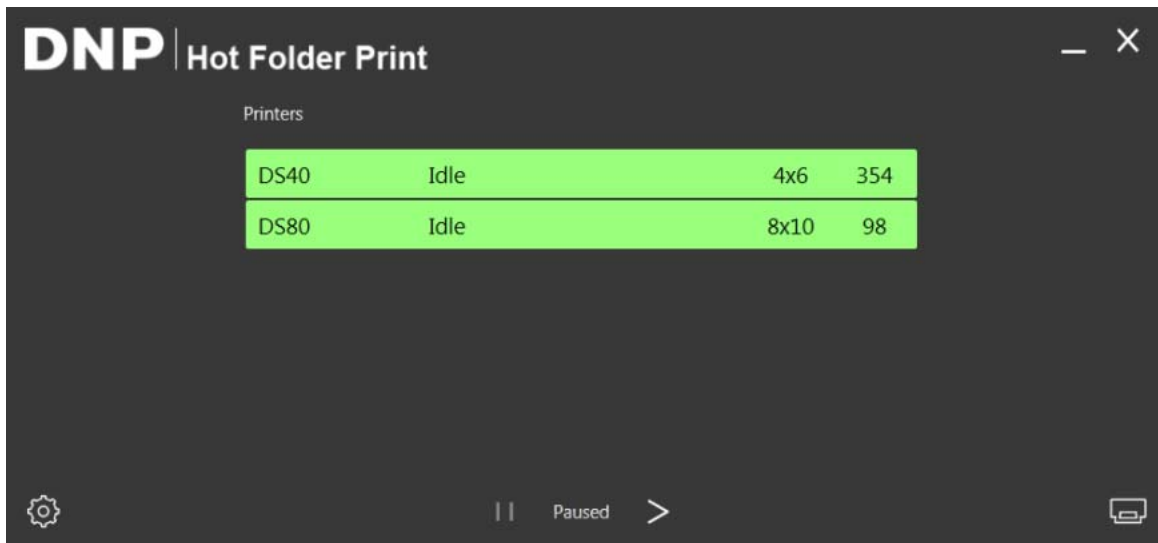 DNP Hot Folder Print
Printers
DS40 Idle 4x6 354
DS80 Idle 8x10 98
Paused